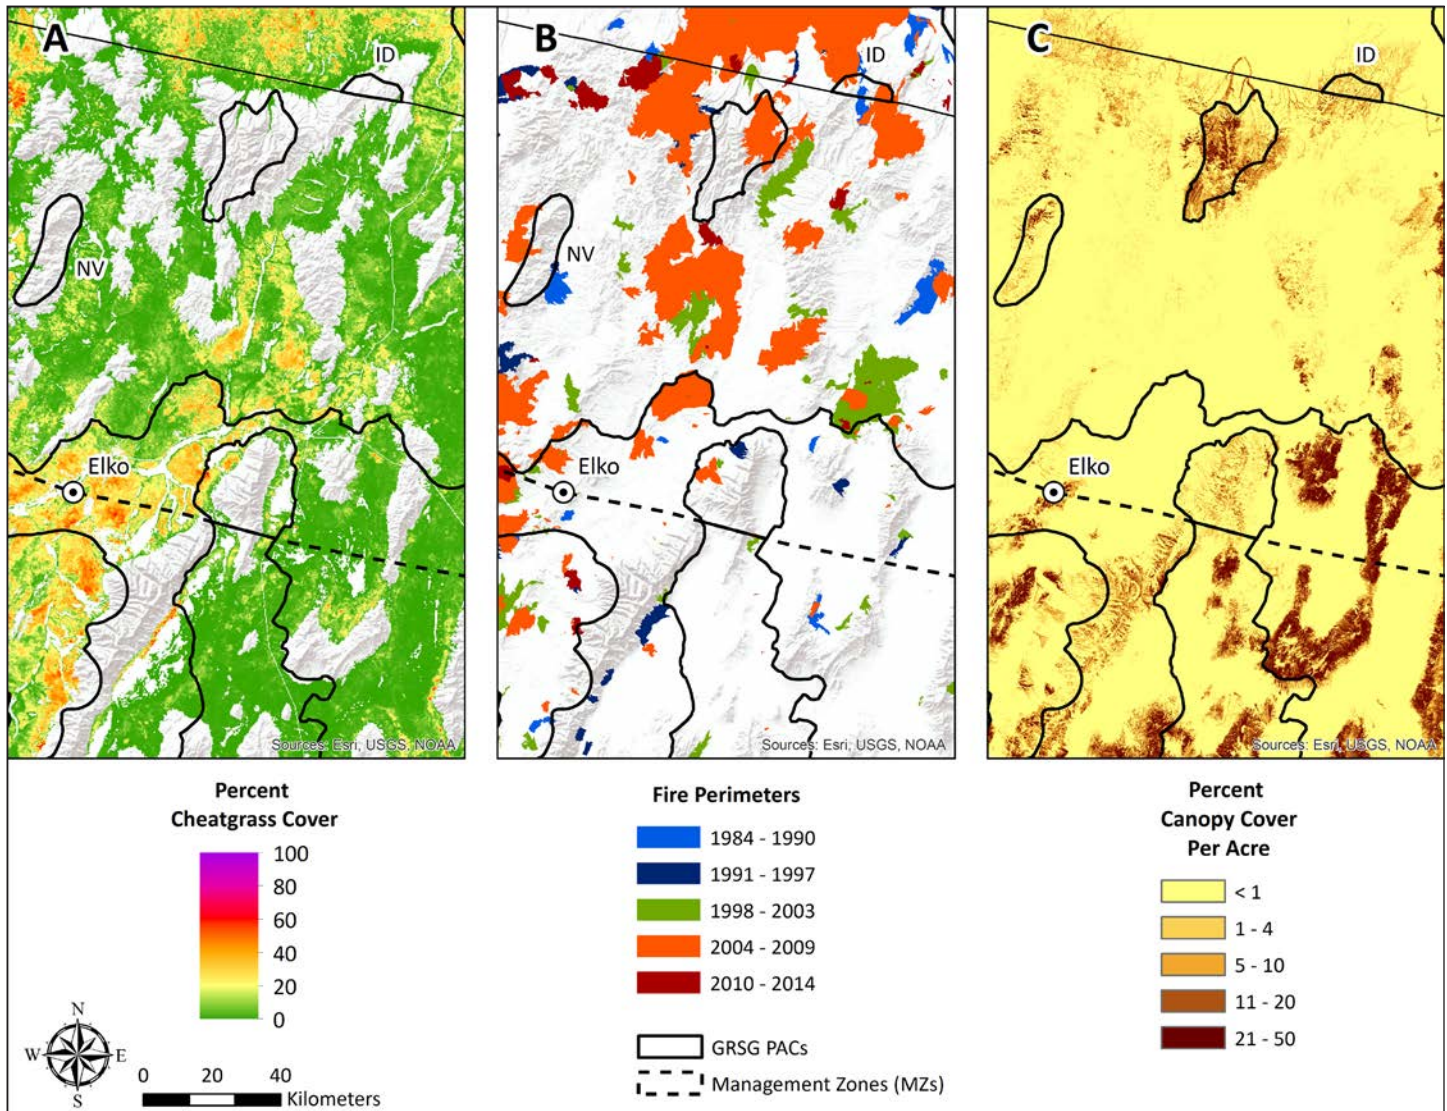 A
ID
NV
Elko
Sources: Esri, USGS, NOAA
B
ID
NV
Elko
Sources: Esri, USGS, NOAA
C
ID
Elko
Sources: Esri, USGS, NOAA
Percent
Cheatgrass Cover
100
80
60
40
20
0
N
W E
S
0 20 40
Kilometers
Fire Perimeters
1984 - 1990
1991 - 1997
1998 - 2003
2004 - 2009
2010 - 2014
GRSG PACs
Management Zones (MZs)
Percent
Canopy Cover
Per Acre
< 1
1 - 4
5 - 10
11 - 20
21 - 50